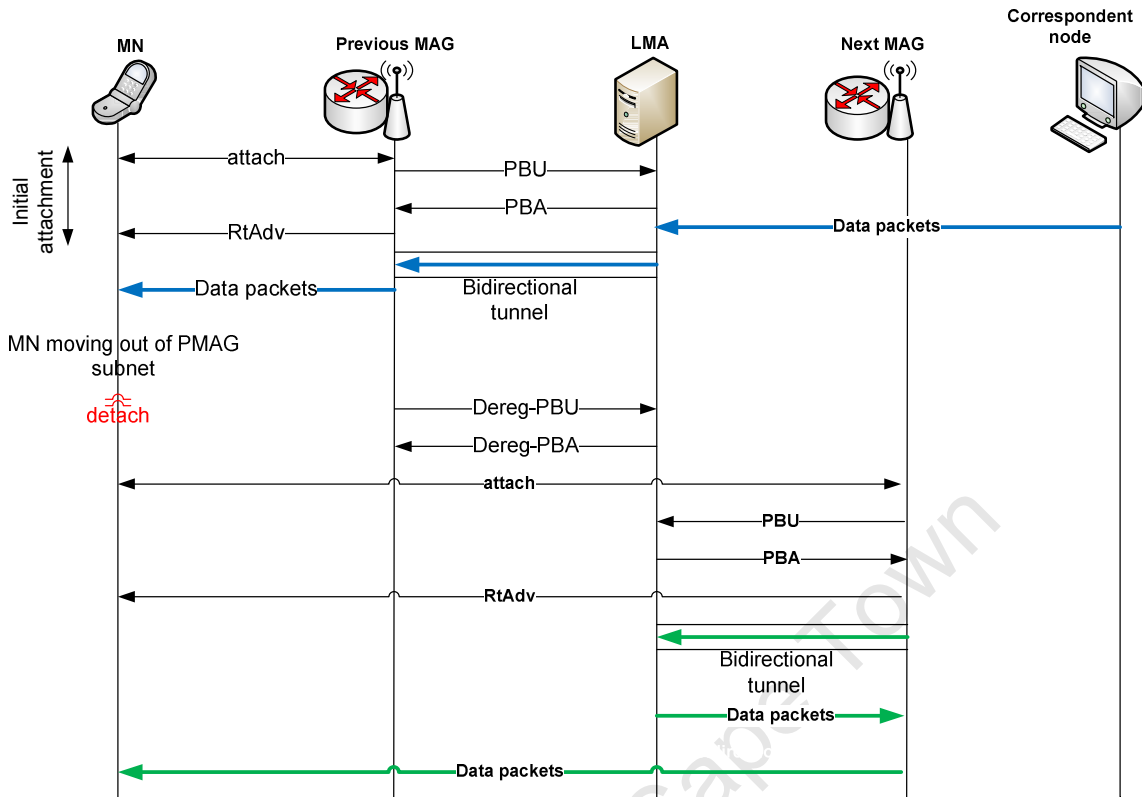 Correspondent
node
MN
Previous MAG
LMA
Next MAG
Initial
attachment
attach
PBU
PBA
RtAdv
Data packets
Data packets
Bidirectional
tunnel
MN moving out of PMAG
subnet
detach
Dereg-PBU
Dereg-PBA
attach
PBU
PBA
RtAdv
Bidirectional
tunnel
Data packets
Data packets
Cape Town